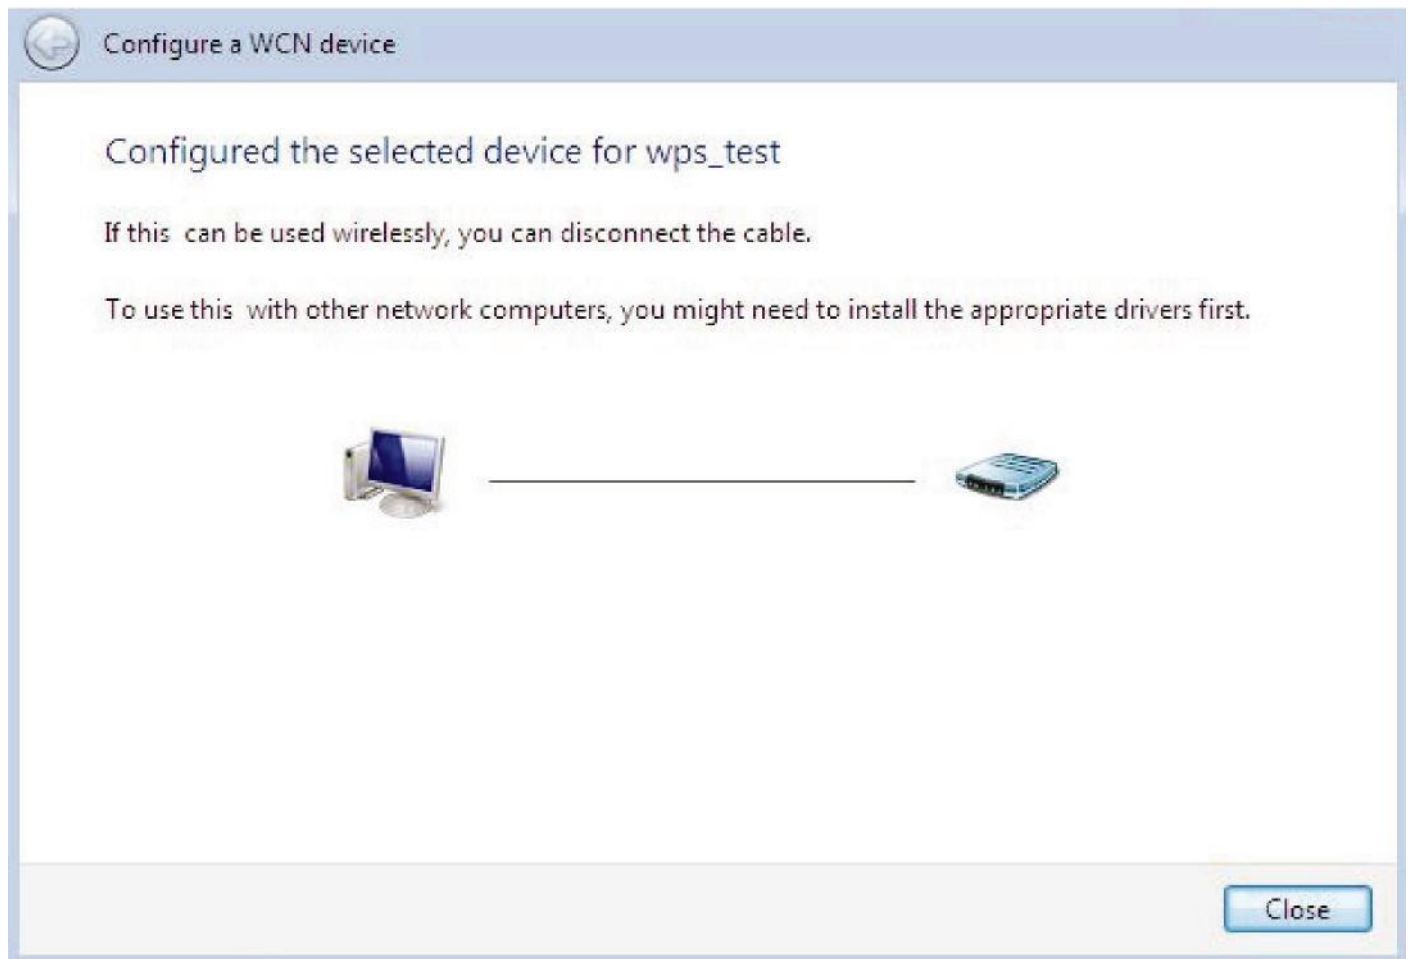 Configure a WCN device
Configured the selected device for wps_test
If this can be used wirelessly, you can disconnect the cable.
To use this with other network computers, you might need to install the appropriate drivers first.
Close